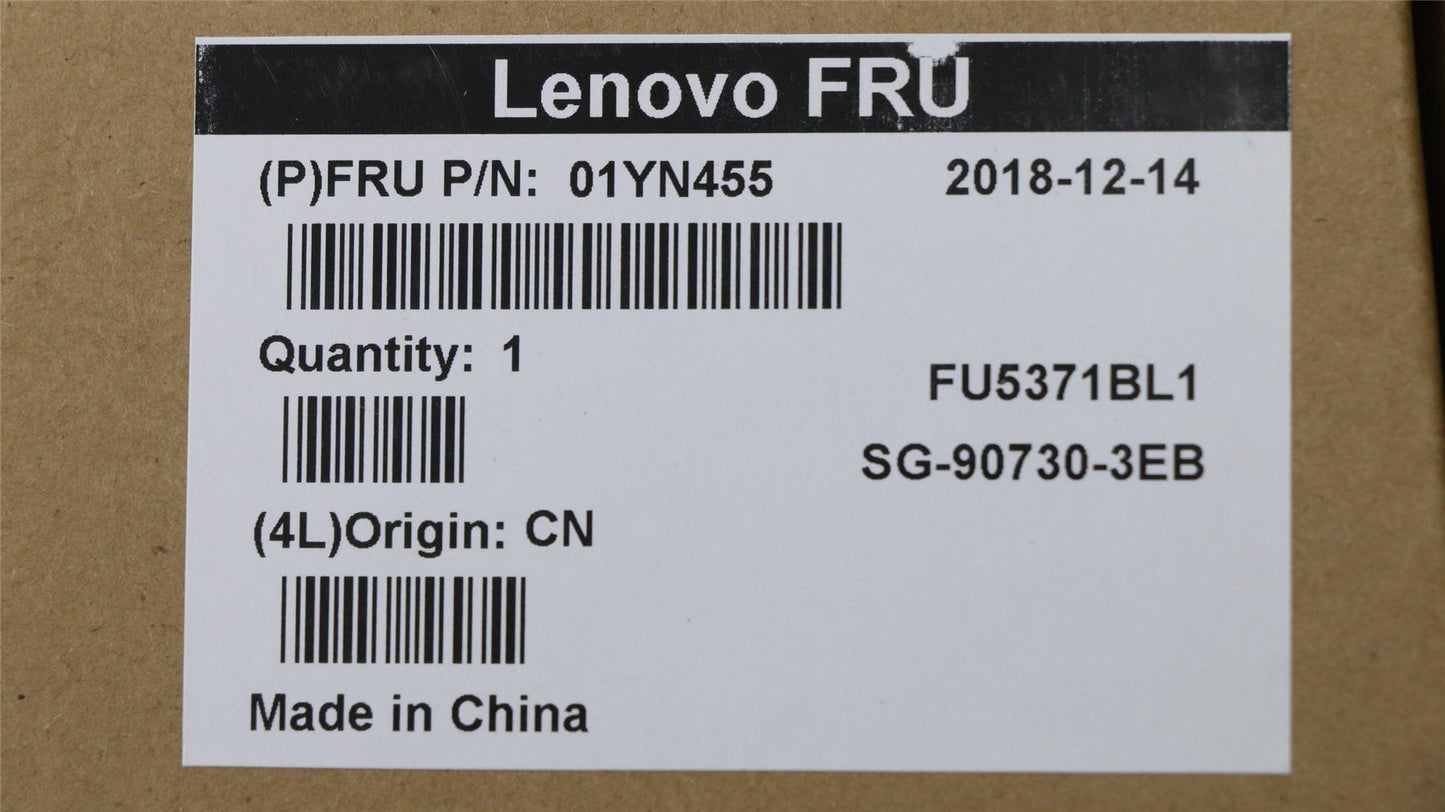 Lenovo FRU
(P)FRU P/N: 01YN455
2018-12-14
Quantity: 1
FU5371BL1
SG-90730-3EB
(4L)Origin: CN
Made in China